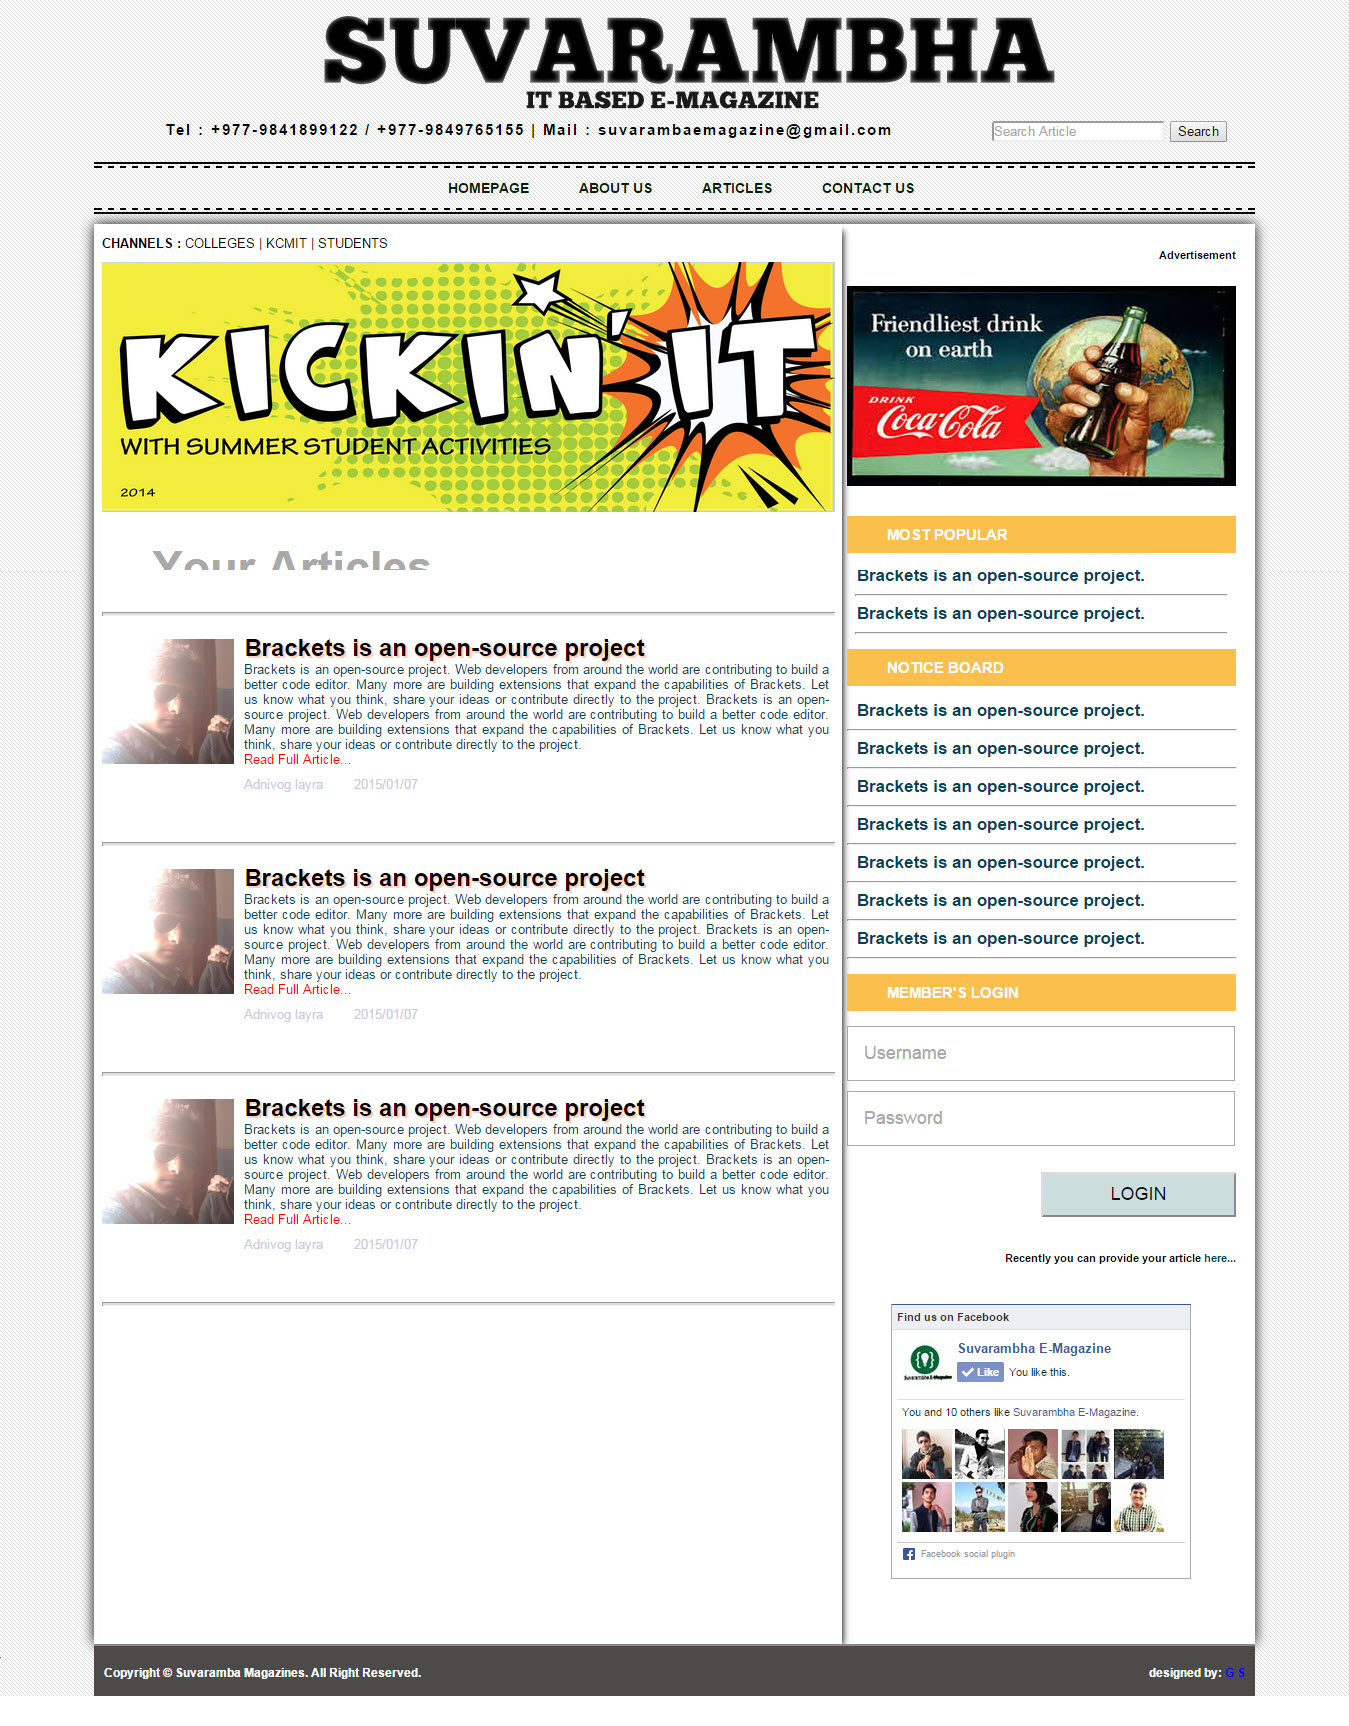 SUVARAMBHA
IT BASED E-MAGAZINE
Tel : +977-9841899122 / +977-9849765155 | Mail : suvarambaemagazine@gmail.com
Search Article Search
HOMEPAGE ABOUT US ARTICLES CONTACT US
CHANNELS : COLLEGES | KCMIT | STUDENTS
KICKIN' IT
WITH SUMMER STUDENT ACTIVITIES
2014
Your Articles
Brackets is an open-source project
Brackets is an open-source project. Web developers from around the world are contributing to build a
better code editor. Many more are building extensions that expand the capabilities of Brackets. Let
us know what you think, share your ideas or contribute directly to the project. Brackets is an open-
source project. Web developers from around the world are contributing to build a better code editor.
Many more are building extensions that expand the capabilities of Brackets. Let us know what you
think, share your ideas or contribute directly to the project.
Read Full Article...
Adnivog layra 2015/01/07
Brackets is an open-source project
Brackets is an open-source project. Web developers from around the world are contributing to build a
better code editor. Many more are building extensions that expand the capabilities of Brackets. Let
us know what you think, share your ideas or contribute directly to the project. Brackets is an open-
source project. Web developers from around the world are contributing to build a better code editor.
Many more are building extensions that expand the capabilities of Brackets. Let us know what you
think, share your ideas or contribute directly to the project.
Read Full Article...
Adnivog layra 2015/01/07
Brackets is an open-source project
Brackets is an open-source project. Web developers from around the world are contributing to build a
better code editor. Many more are building extensions that expand the capabilities of Brackets. Let
us know what you think, share your ideas or contribute directly to the project. Brackets is an open-
source project. Web developers from around the world are contributing to build a better code editor.
Many more are building extensions that expand the capabilities of Brackets. Let us know what you
think, share your ideas or contribute directly to the project.
Read Full Article...
Adnivog layra 2015/01/07
Advertisement
Friendliest drink
on earth
DRINK
Coca-Cola
MOST POPULAR
Brackets is an open-source project.
Brackets is an open-source project.
NOTICE BOARD
Brackets is an open-source project.
Brackets is an open-source project.
Brackets is an open-source project.
Brackets is an open-source project.
Brackets is an open-source project.
Brackets is an open-source project.
Brackets is an open-source project.
MEMBER'S LOGIN
Username
Password
LOGIN
Recently you can provide your article here...
Find us on Facebook
Suvarambha E-Magazine
Suvarambha E-Magazine
Like You like this.
You and 10 others like Suvarambha E-Magazine.
Facebook social plugin
Copyright © Suvaramba Magazines. All Right Reserved.
designed by: G S